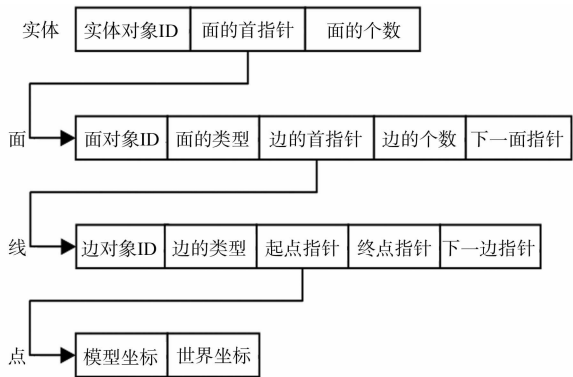 实体 实体对象ID 面的首指针 面的个数
面 面对象ID 面的类型 边的首指针 边的个数 下一面指针
线 边对象ID 边的类型 起点指针 终点指针 下一边指针
点 模型坐标 世界坐标